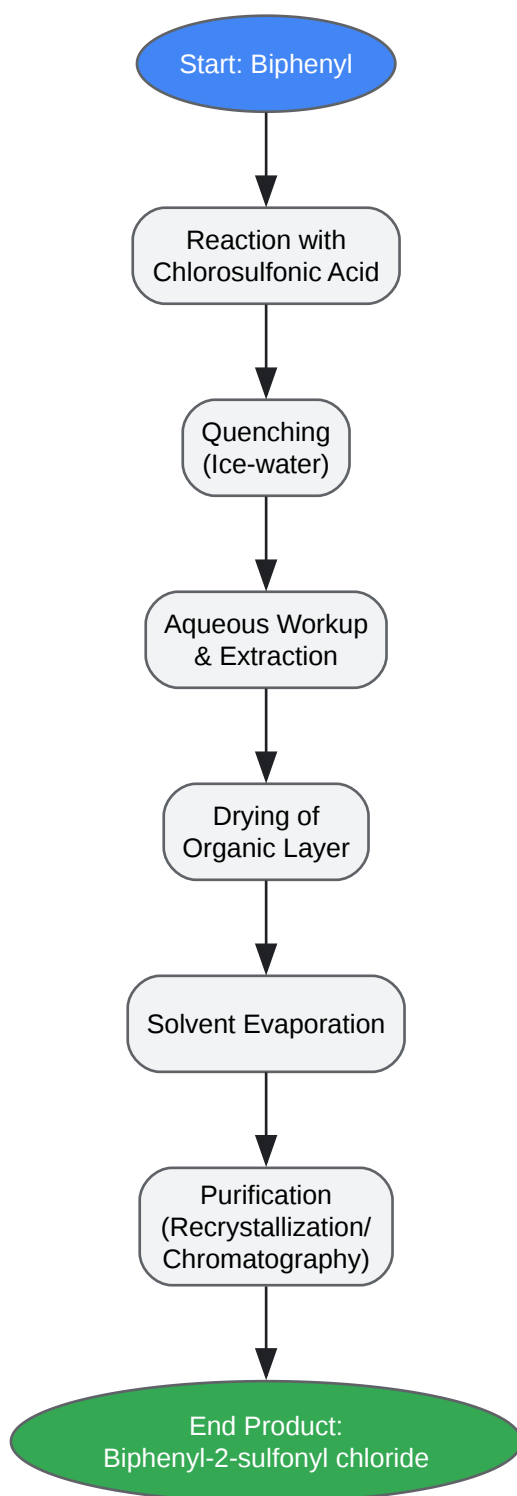 Start: Biphenyl
Reaction with
Chlorosulfonic Acid
Quenching
(Ice-water)
Aqueous Workup
& Extraction
Drying of
Organic Layer
Solvent Evaporation
Purification
(Recrystallization/
Chromatography)
End Product:
Biphenyl-2-sulfonyl chloride